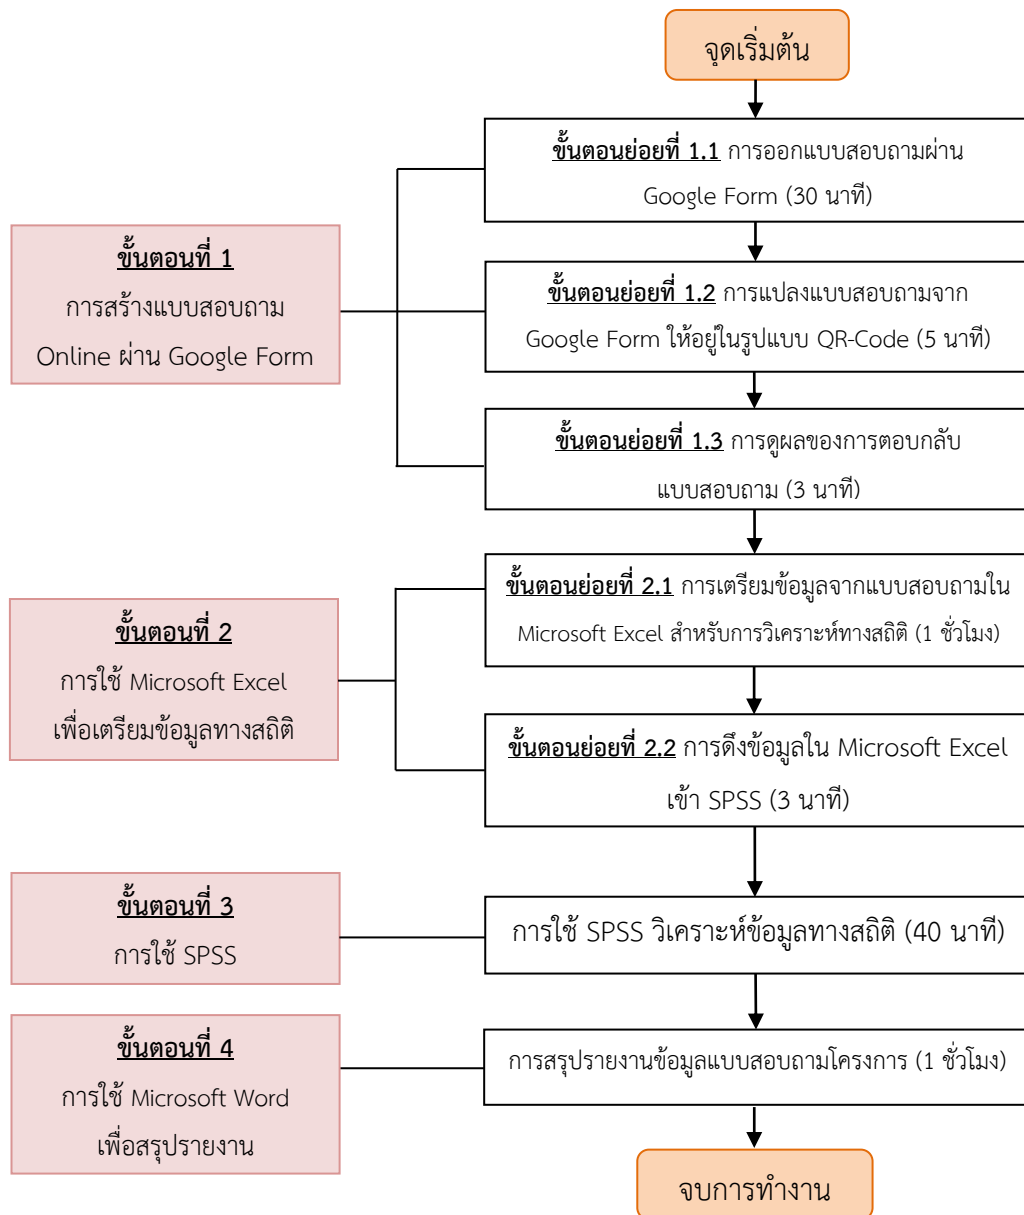 จุดเริ่มต้น
ขั้นตอนที่ 1
การสร้างแบบสอบถาม
Online ผ่าน Google Form
ขั้นตอนย่อยที่ 1.1 การออกแบบสอบถามผ่าน
Google Form (30 นาที)
ขั้นตอนย่อยที่ 1.2 การแปลงแบบสอบถามจาก
Google Form ให้อยู่ในรูปแบบ QR-Code (5 นาที)
ขั้นตอนย่อยที่ 1.3 การดูผลของการตอบกลับ
แบบสอบถาม (3 นาที)
ขั้นตอนที่ 2
การใช้ Microsoft Excel
เพื่อเตรียมข้อมูลทางสถิติ
ขั้นตอนย่อยที่ 2.1 การเตรียมข้อมูลจากแบบสอบถามใน
Microsoft Excel สำหรับการวิเคราะห์ทางสถิติ (1 ชั่วโมง)
ขั้นตอนย่อยที่ 2.2 การดึงข้อมูลใน Microsoft Excel
เข้า SPSS (3 นาที)
ขั้นตอนที่ 3
การใช้ SPSS
การใช้ SPSS วิเคราะห์ข้อมูลทางสถิติ (40 นาที)
ขั้นตอนที่ 4
การใช้ Microsoft Word
เพื่อสรุปรายงาน
การสรุปรายงานข้อมูลแบบสอบถามโครงการ (1 ชั่วโมง)
จบการทำงาน